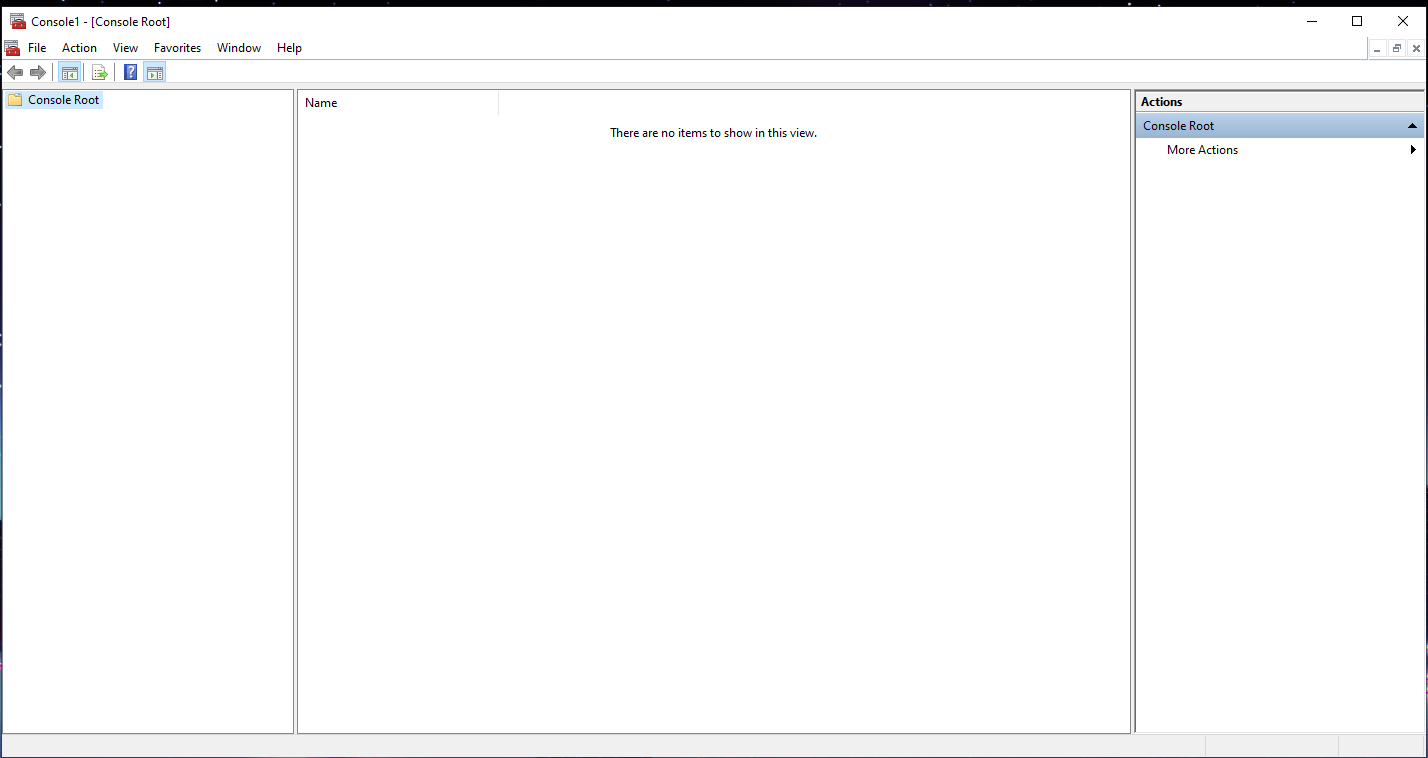 Console1 - [Console Root]
File Action View Favorites Window Help
Console Root
Name
There are no items to show in this view.
Actions
Console Root
More Actions